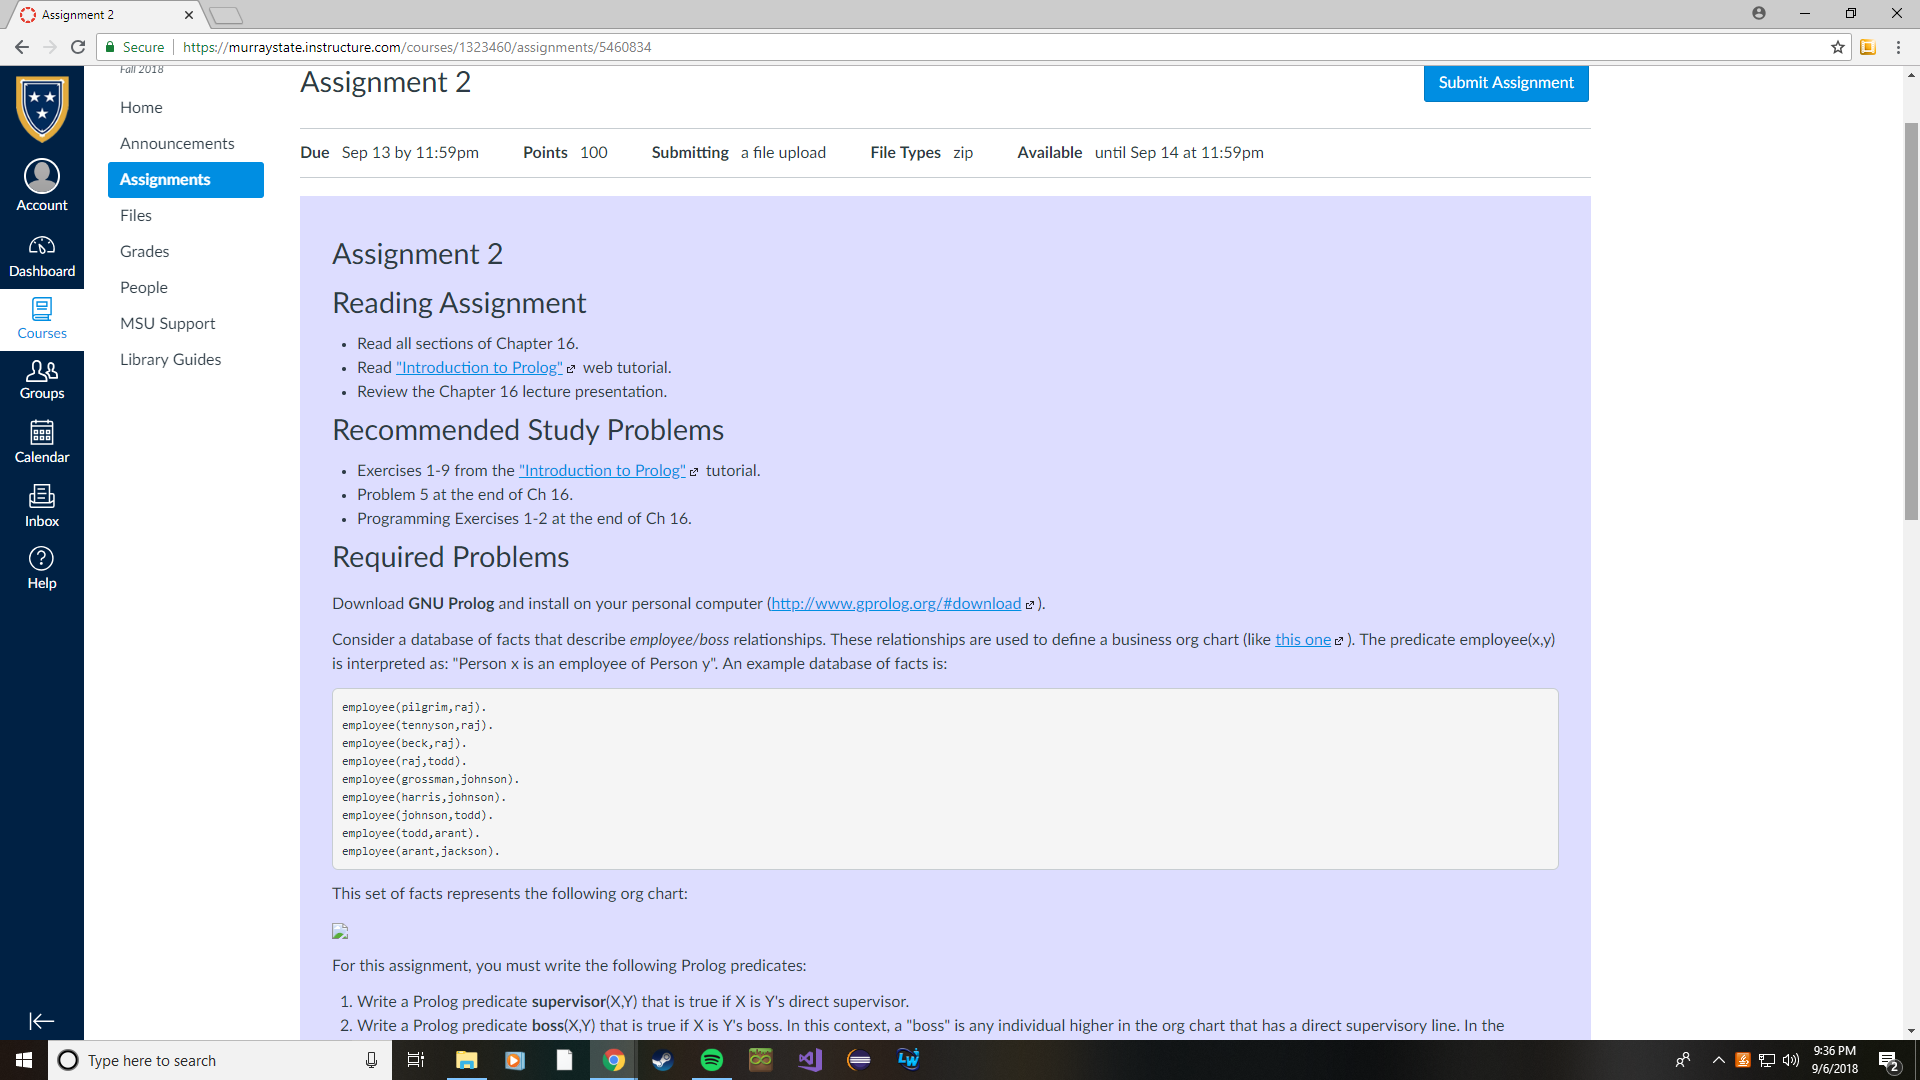 Assignment 2
Secure https://murraystate.instructure.com/courses/1323460/assignments/5460834
Account
Dashboard
Courses
Groups
Calendar
Inbox
Help
Fall 2018
Home
Announcements
Assignments
Files
Grades
People
MSU Support
Library Guides
Assignment 2
Submit Assignment
Due Sep 13 by 11:59pm Points 100 Submitting a file upload File Types zip Available until Sep 14 at 11:59pm
Assignment 2
Reading Assignment
• Read all sections of Chapter 16.
• Read "Introduction to Prolog" web tutorial.
• Review the Chapter 16 lecture presentation.
Recommended Study Problems
• Exercises 1-9 from the "Introduction to Prolog" tutorial.
• Problem 5 at the end of Ch 16.
• Programming Exercises 1-2 at the end of Ch 16.
Required Problems
Download GNU Prolog and install on your personal computer (http://www.gprolog.org/#download ).
Consider a database of facts that describe employee/boss relationships. These relationships are used to define a business org chart (like this one ). The predicate employee(x,y)
is interpreted as: "Person x is an employee of Person y". An example database of facts is:
employee(pilgrim,raj).
employee(tennyson,raj).
employee(beck,raj).
employee(raj,todd).
employee(grossman,johnson).
employee(harris,johnson).
employee(johnson,todd).
employee(todd,arant).
employee(arant,jackson).
This set of facts represents the following org chart:
For this assignment, you must write the following Prolog predicates:
1. Write a Prolog predicate supervisor(X,Y) that is true if X is Y's direct supervisor.
2. Write a Prolog predicate boss(X,Y) that is true if X is Y's boss. In this context, a "boss" is any individual higher in the org chart that has a direct supervisory line. In the
Type here to search
LW
9:36 PM
9/6/2018
2